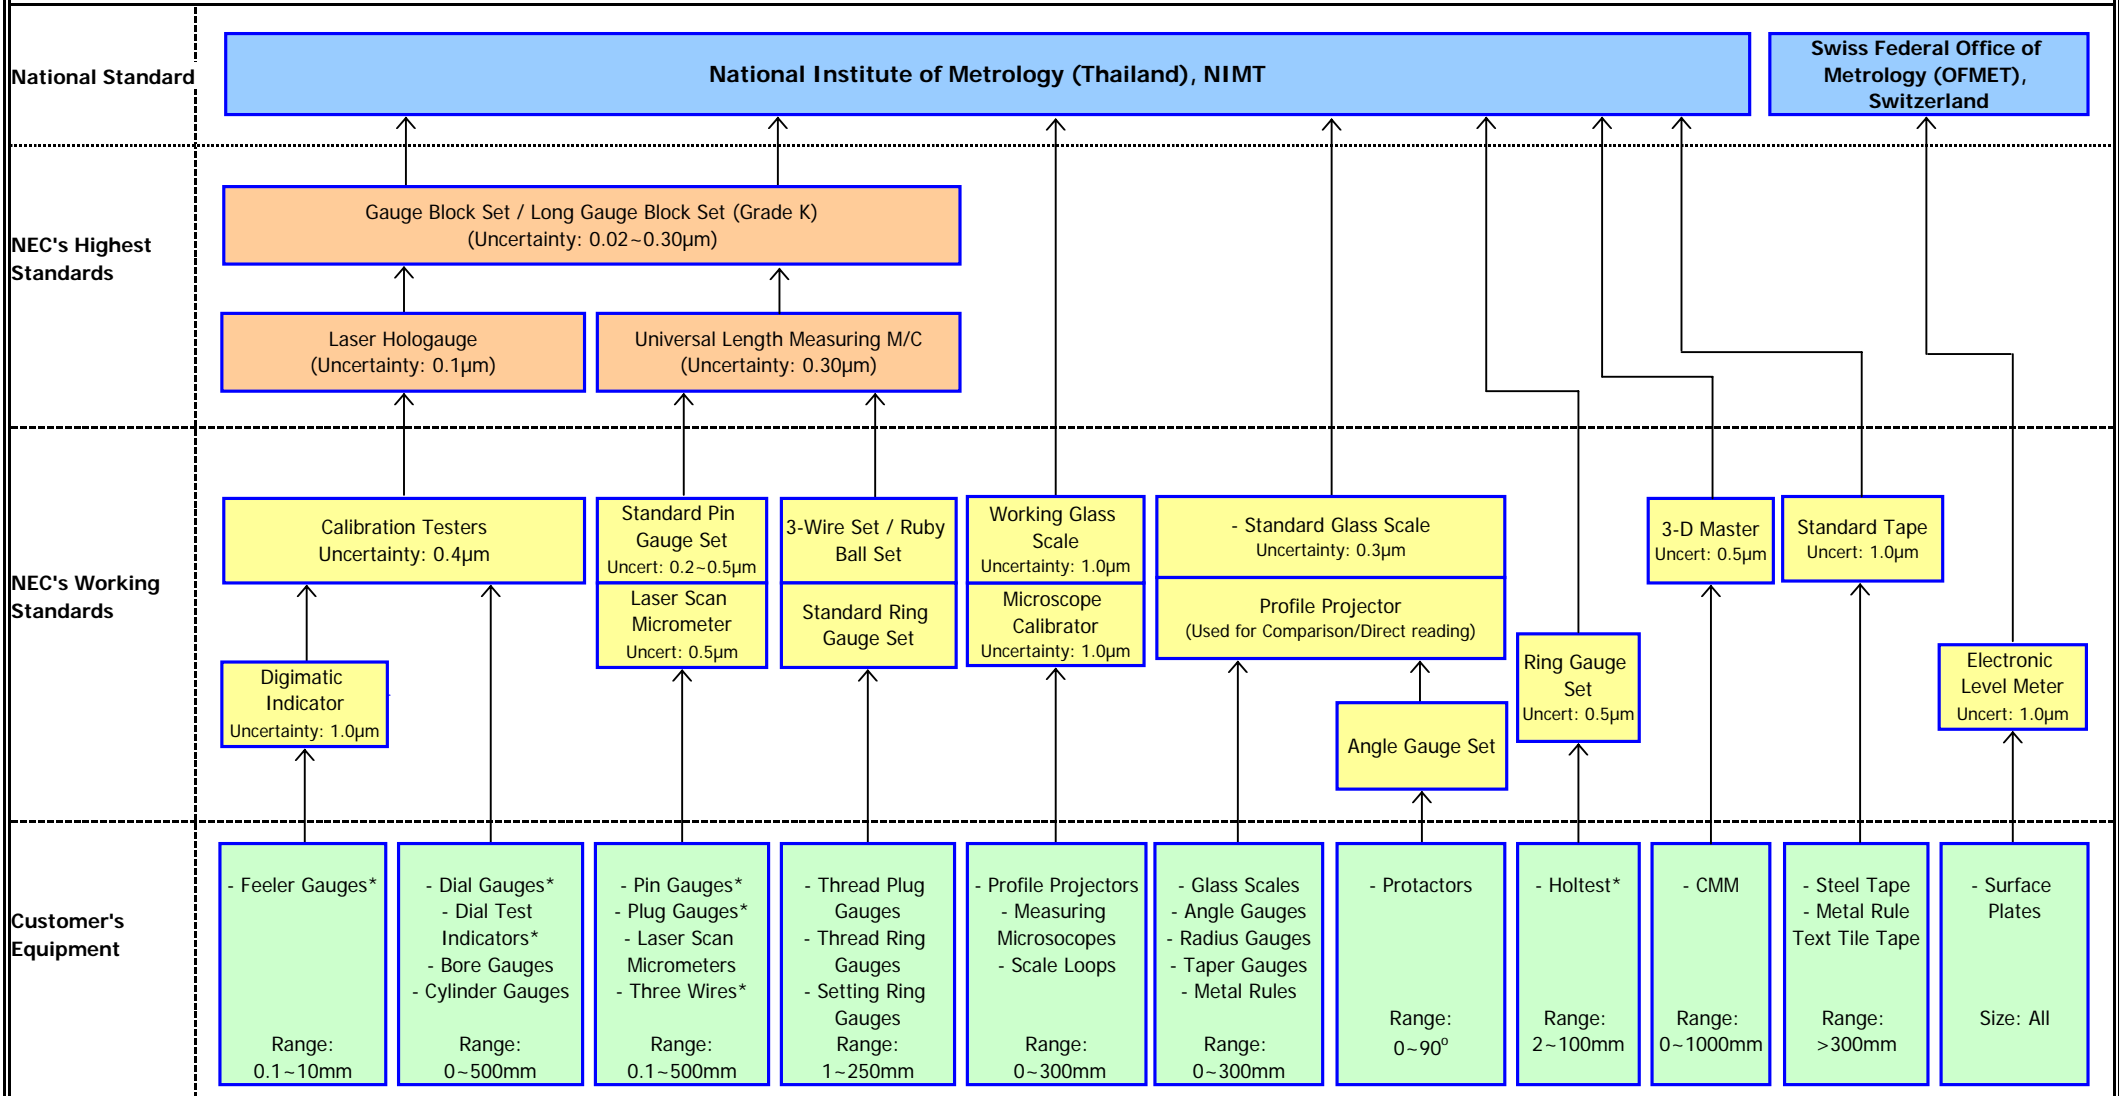 National Standard
National Institute of Metrology (Thailand), NIMT
Swiss Federal Office of
Metrology (OFMET),
Switzerland
NEC's Highest
Standards
Gauge Block Set / Long Gauge Block Set (Grade K)
(Uncertainty: 0.02~0.30µm)
Laser Hologauge
(Uncertainty: 0.1µm)
Universal Length Measuring M/C
(Uncertainty: 0.30µm)
NEC's Working
Standards
Calibration Testers
Uncertainty: 0.4µm
Digimatic
Indicator
Uncertainty: 1.0µm
Standard Pin
Gauge Set
Uncert: 0.2~0.5µm
Laser Scan
Micrometer
Uncert: 0.5µm
3-Wire Set / Ruby
Ball Set
Standard Ring
Gauge Set
Working Glass
Scale
Uncertainty: 1.0µm
Microscope
Calibrator
Uncertainty: 1.0µm
- Standard Glass Scale
Uncertainty: 0.3µm
Profile Projector
(Used for Comparison/Direct reading)
Angle Gauge Set
Ring Gauge
Set
Uncert: 0.5µm
3-D Master
Uncert: 0.5µm
Standard Tape
Uncert: 1.0µm
Electronic
Level Meter
Uncert: 1.0µm
Customer's
Equipment
- Feeler Gauges*
Range:
0.1~10mm
- Dial Gauges*
- Dial Test
Indicators*
- Bore Gauges
- Cylinder Gauges
Range:
0~500mm
- Pin Gauges*
- Plug Gauges*
- Laser Scan
Micrometers
- Three Wires*
Range:
0.1~500mm
- Thread Plug
Gauges
- Thread Ring
Gauges
- Setting Ring
Gauges
Range:
1~250mm
- Profile Projectors
- Measuring
Microsocopes
- Scale Loops
Range:
0~300mm
- Glass Scales
- Angle Gauges
- Radius Gauges
- Taper Gauges
- Metal Rules
Range:
0~300mm
- Protactors
Range:
0~90°
- Holtest*
Range:
2~100mm
- CMM
Range:
0~1000mm
- Steel Tape
- Metal Rule
Text Tile Tape
Range:
>300mm
- Surface
Plates
Size: All